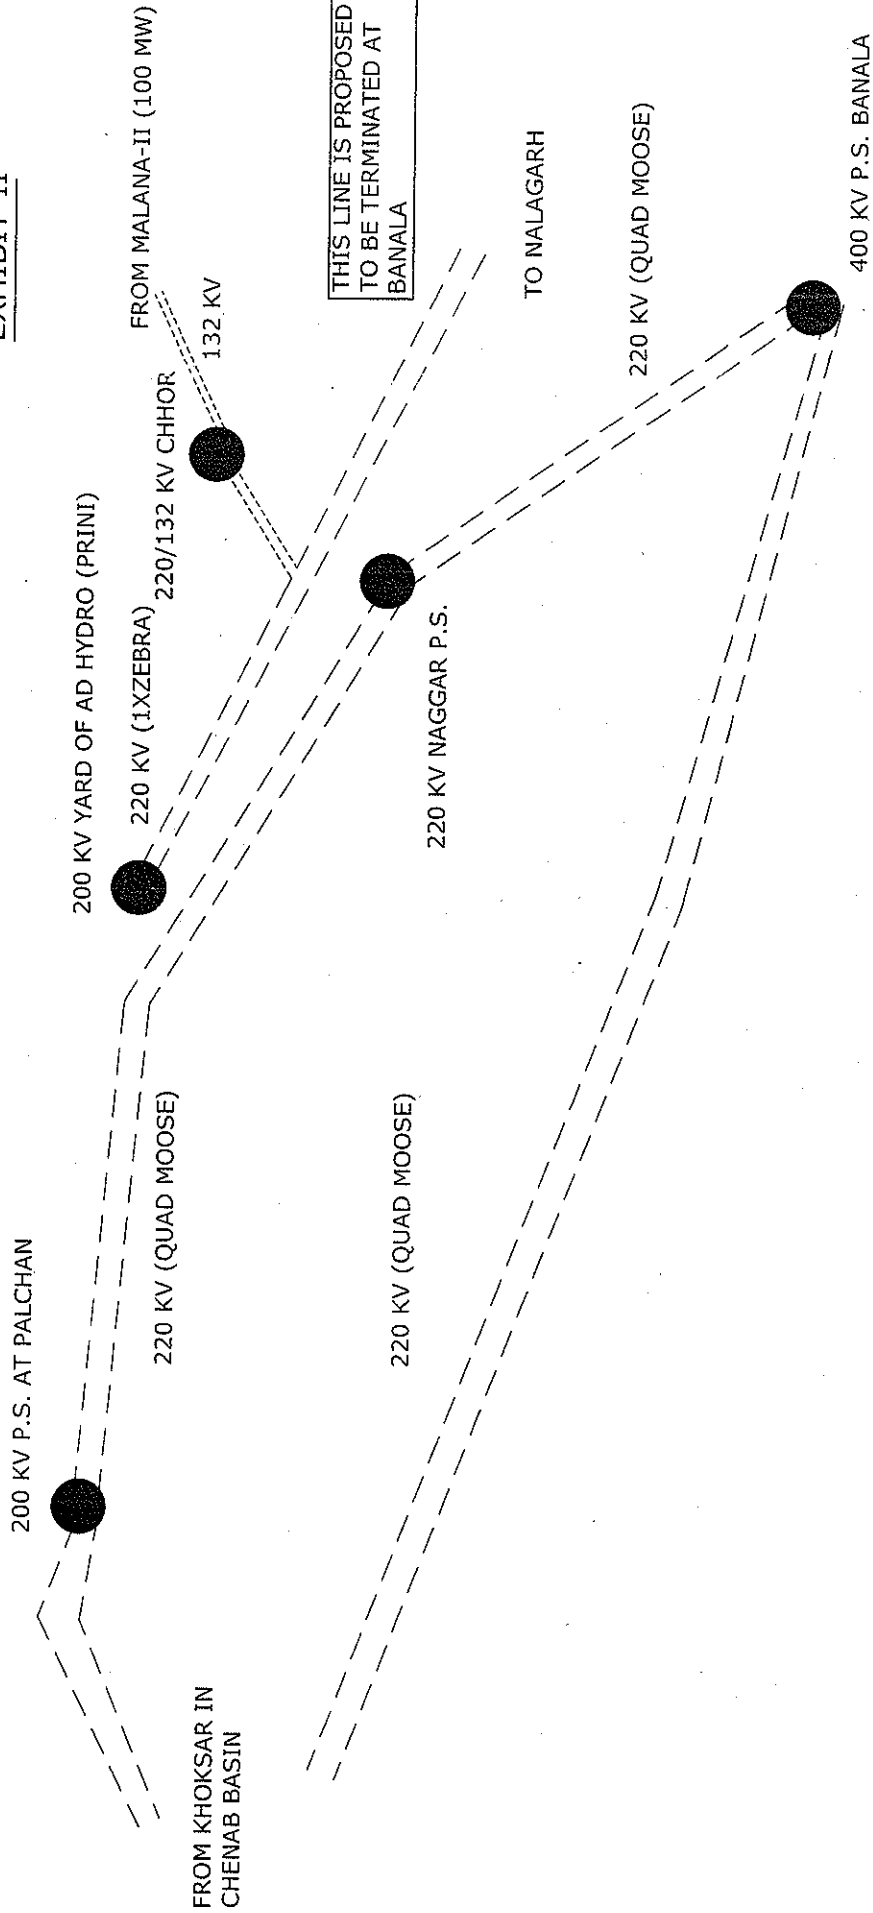 EXHIBIT-II
FROM MALANA-II (100 MW)
132 KV
THIS LINE IS PROPOSED
TO BE TERMINATED AT
BANALA
TO NALAGARH
220/132 KV CHHOR
200 KV YARD OF AD HYDRO (PRINI)
220 KV (1XZEBRA)
220 KV (QUAD MOOSE)
400 KV P.S. BANALA
220 KV NAGGAR P.S.
200 KV P.S. AT PALCHAN
220 KV (QUAD MOOSE)
220 KV (QUAD MOOSE)
FROM KHOKSAR IN
CHENAB BASIN